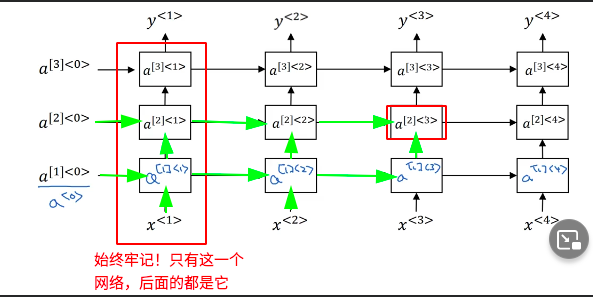 y<1> y<2> y<3> y<4>
a[3]<0> a[3]<1> a[3]<2> a[3]<3> a[3]<4>
a[2]<0> a[2]<1> a[2]<2> a[2]<3> a[2]<4>
a[1]<0> a[1]<1> a[1]<2> a[1]<3> a[1]<4>
a[0]
x<1> x<2> x<3> x<4>
始终牢记！只有这一个
网络，后面的都是它